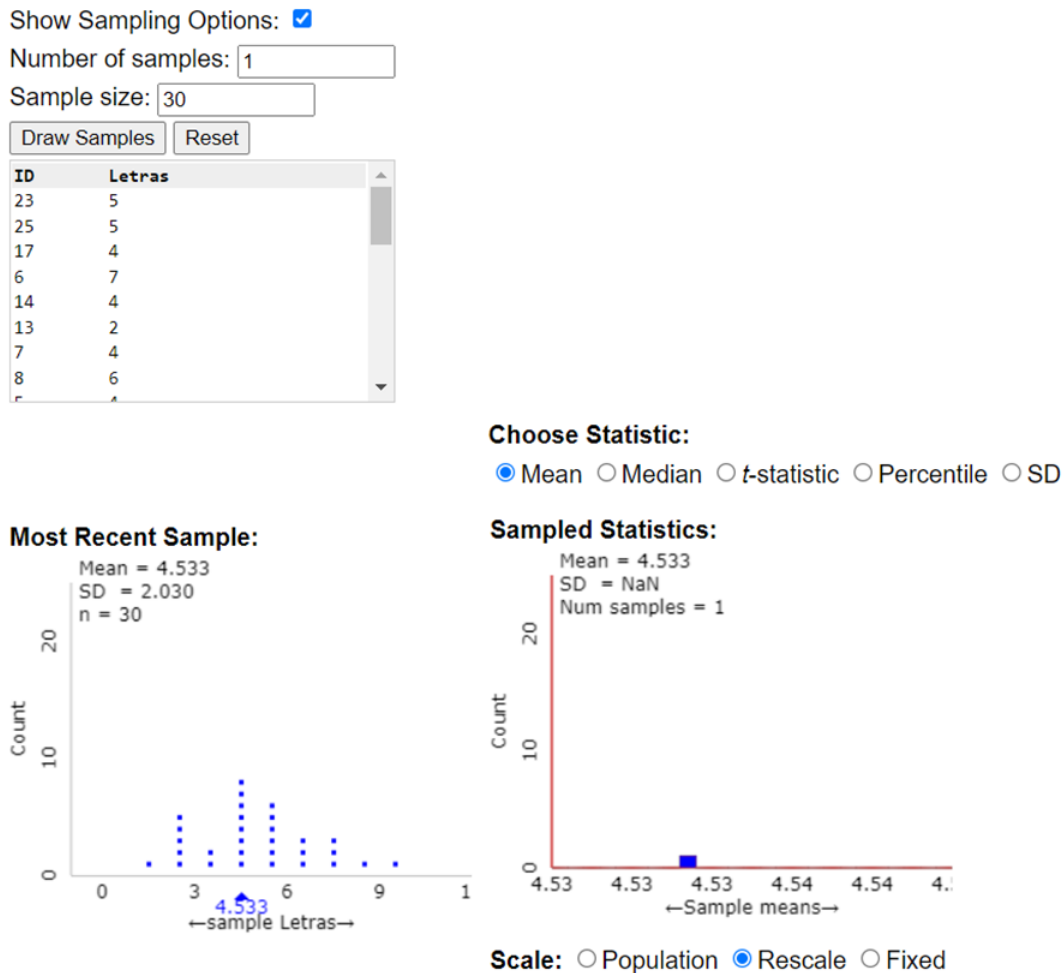 Show Sampling Options:
Number of samples: 1
Sample size: 30
Draw Samples Reset
ID Letras
23 5
25 5
17 4
6 7
14 4
13 2
7 4
8 6
Choose Statistic:
Mean Median t-statistic Percentile SD
Most Recent Sample:
Mean = 4.533
SD = 2.030
n = 30
20
Count
10
0
0 3 6 9 1
4.533
←sample Letras→
Sampled Statistics:
Mean = 4.533
SD = NaN
Num samples = 1
20
Count
10
0
4.53 4.53 4.53 4.54 4.54
←Sample means→
Scale: Population Rescale Fixed